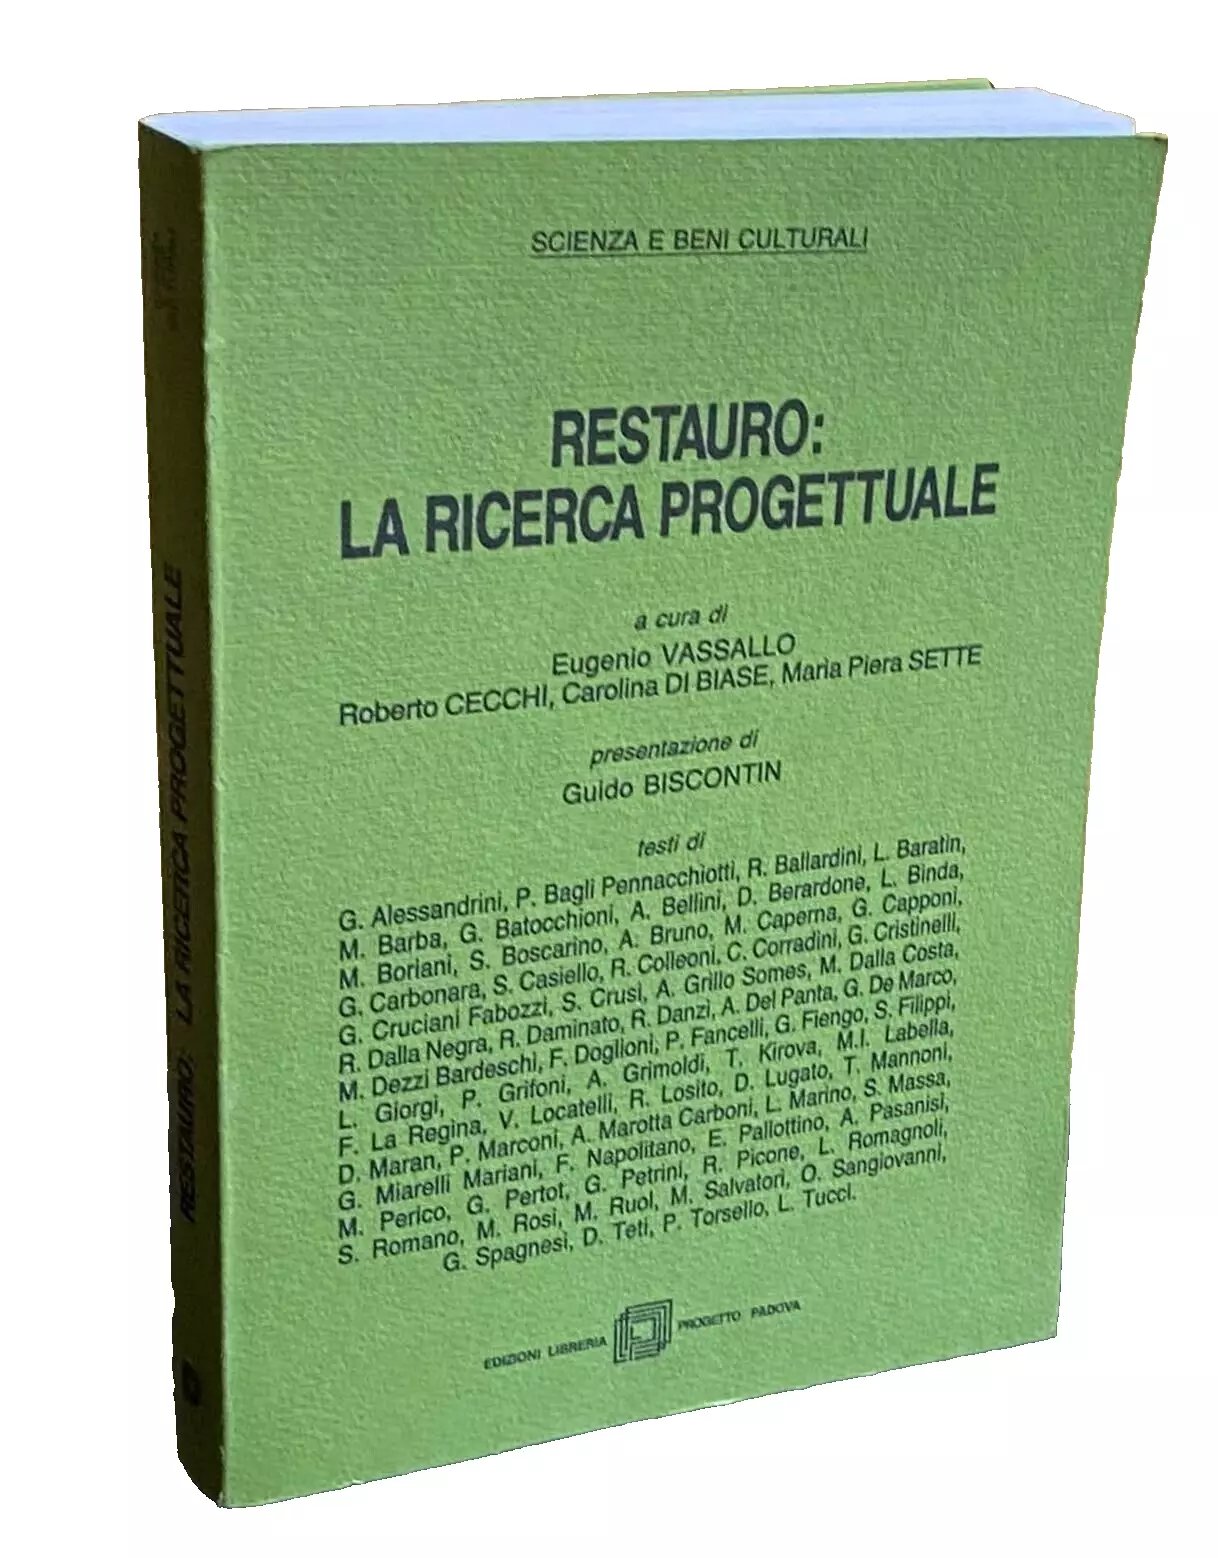 SCIENZA E BENI CULTURALI
RESTAURO:
LA RICERCA PROGETTUALE
a cura di
Eugenio VASSALLO
Roberto CECCHI, Carolina DI BIASE, Maria Piera SETTE
presentazione di
Guido BISCONTIN
testi di
G. Alessandrini, P. Bagli Pennacchiotti, R. Ballardini, L. Baratin,
M. Barba, G. Batocchioni, A. Bellini, D. Berardone, L. Binda,
M. Boriani, S. Boscarino, A. Bruno, M. Caperna, G. Capponi,
G. Carbonara, S. Casiello, R. Colleoni, C. Corradini, G. Cristinelli,
G. Cruciani Fabozzi, S. Crusi, A. Grillo Somes, M. Dalla Costa,
R. Dalla Negra, R. Daminato, R. Danzi, A. Del Panta, G. De Marco,
M. Dezzi Bardeschi, F. Doglioni, P. Fancelli, G. Fiengo, S. Filippi,
L. Giorgi, P. Grifoni, A. Grimoldi, T. Kirova, M.I. Labella,
F. La Regina, V. Locatelli, R. Losito, D. Lugato, T. Mannoni,
D. Maran, P. Marconi, A. Marotta Carboni, L. Marino, S. Massa,
G. Miarelli Mariani, F. Napolitano, E. Pallottino, A. Pasanisi,
M. Perico, G. Pertot, G. Petrini, R. Picone, L. Romagnoli,
S. Romano, M. Rosi, M. Ruol, M. Salvatori, O. Sangiovanni,
G. Spagnesi, D. Teti, P. Torsello, L. Tucci.
EDIZIONI LIBRERIA PROGETTO PADOVA
RESTAURO: LA RICERCA PROGETTUALE